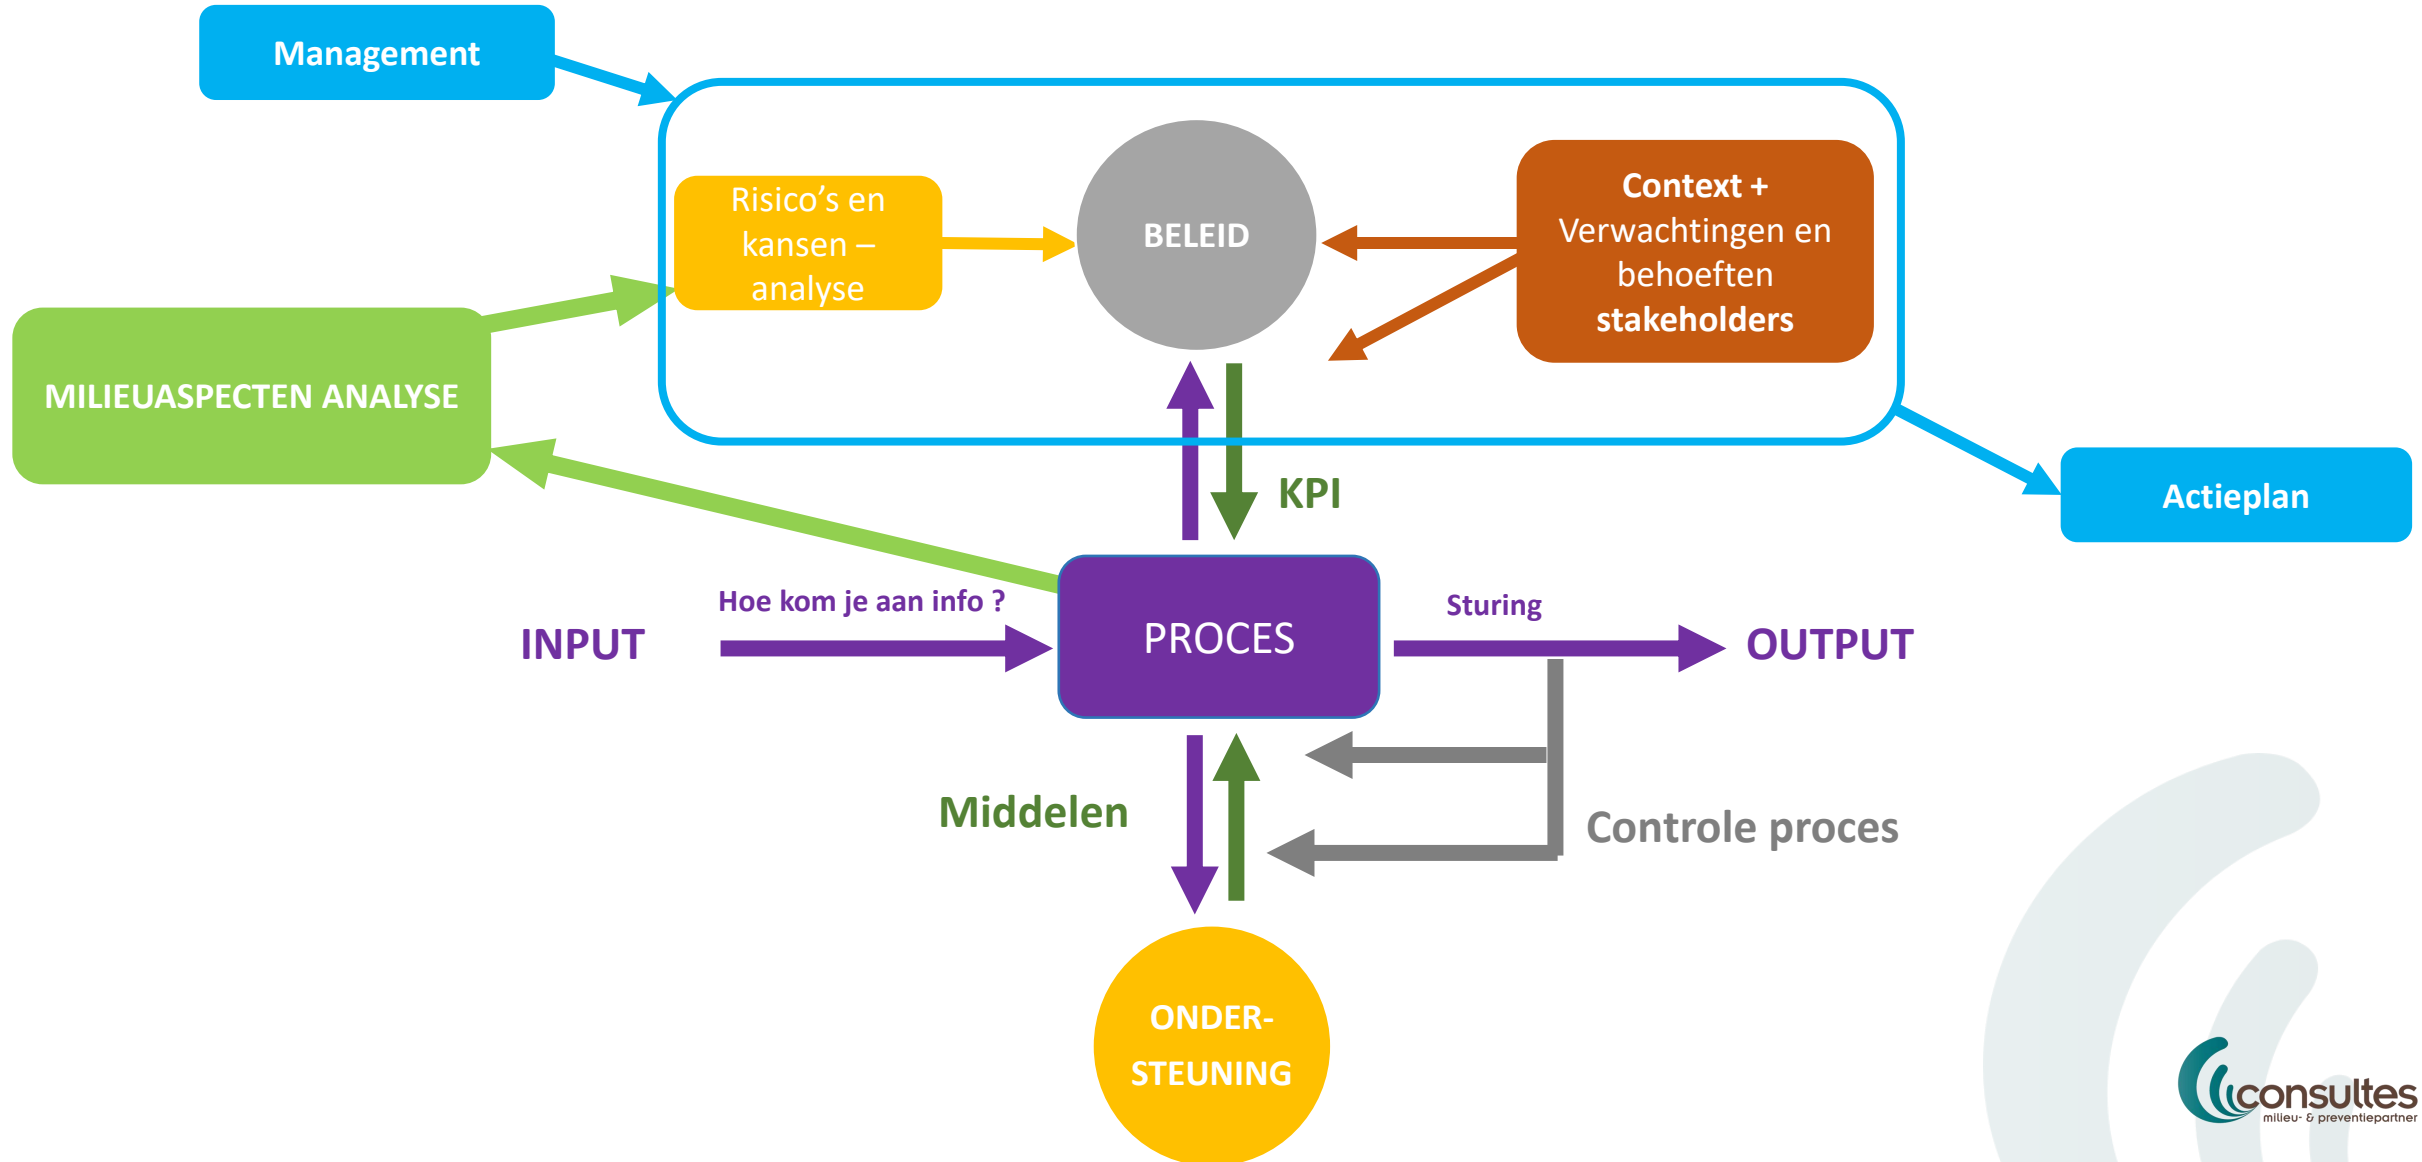 Management
Risico’s en
kansen –
analyse
BELEID
Context +
Verwachtingen en
behoeften
stakeholders
MILIEUASPECTEN ANALYSE
KPI
Actieplan
Hoe kom je aan info ?
Sturing
INPUT
PROCES
OUTPUT
Middelen
Controle proces
ONDER-
STEUNING
consultes
milieu- & preventiepartner